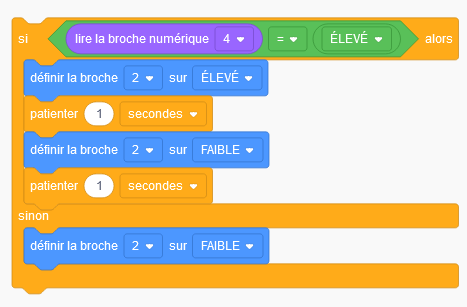 si lire la broche numérique 4 = ÉLEVÉ alors
définir la broche 2 sur ÉLEVÉ
patienter 1 secondes
définir la broche 2 sur FAIBLE
patienter 1 secondes
sinon
définir la broche 2 sur FAIBLE